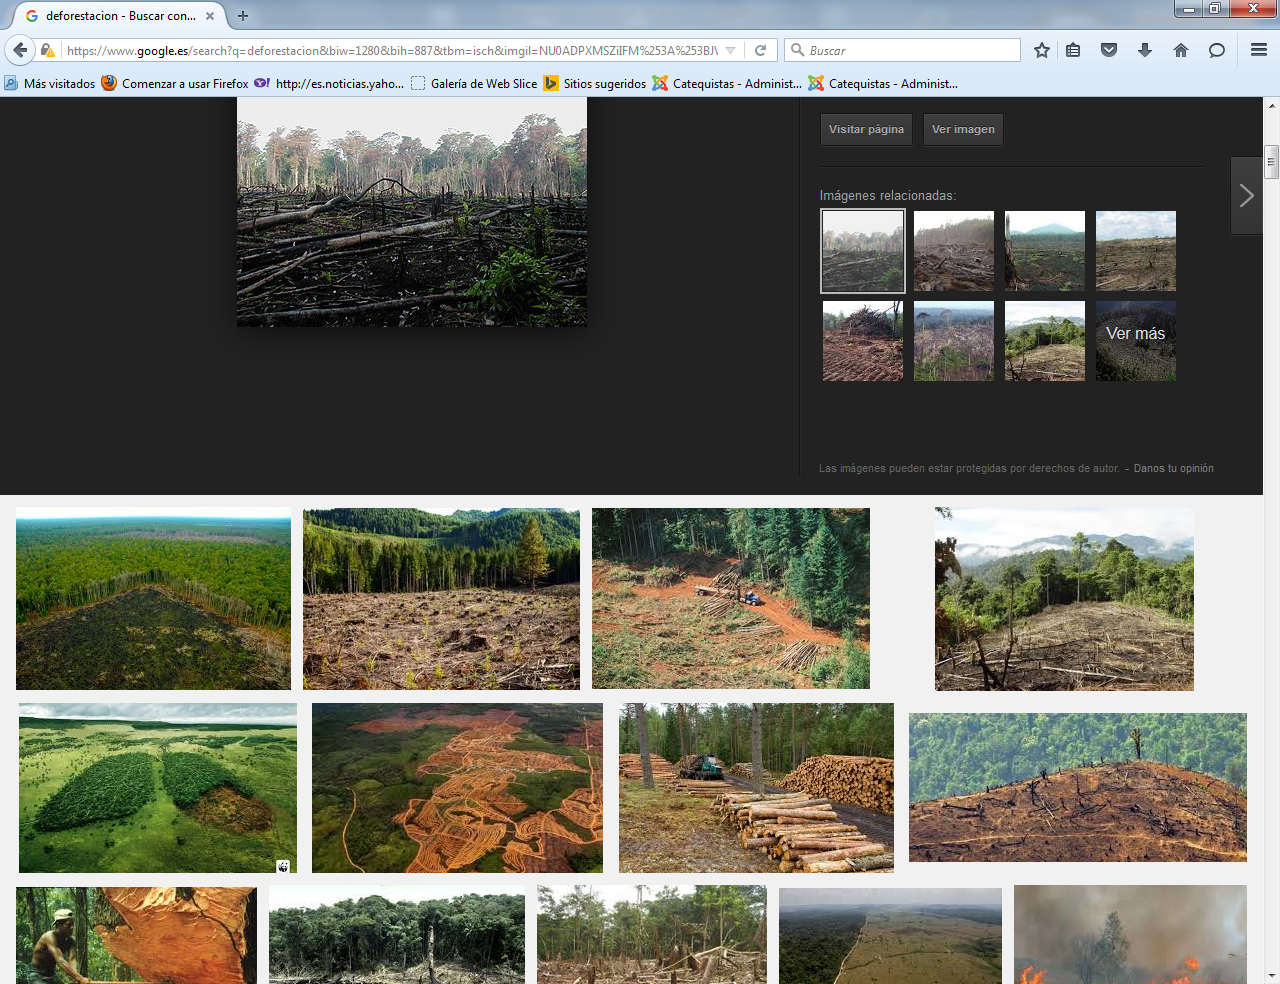 deforestacion - Buscar con...
https://www.google.es/search?q=deforestacion&biw=1280&bih=887&tbm=isch&imgil=NU0ADPXMSZiIFM%253A%253BJV
Buscar
Más visitados Comenzar a usar Firefox http://es.noticias.yaho... Galería de Web Slice Sitios sugeridos Catequistas - Administ... Catequistas - Administ...
Visitar página Ver imagen
Imágenes relacionadas:
Ver más
Las imágenes pueden estar protegidas por derechos de autor. - Danos tu opinión